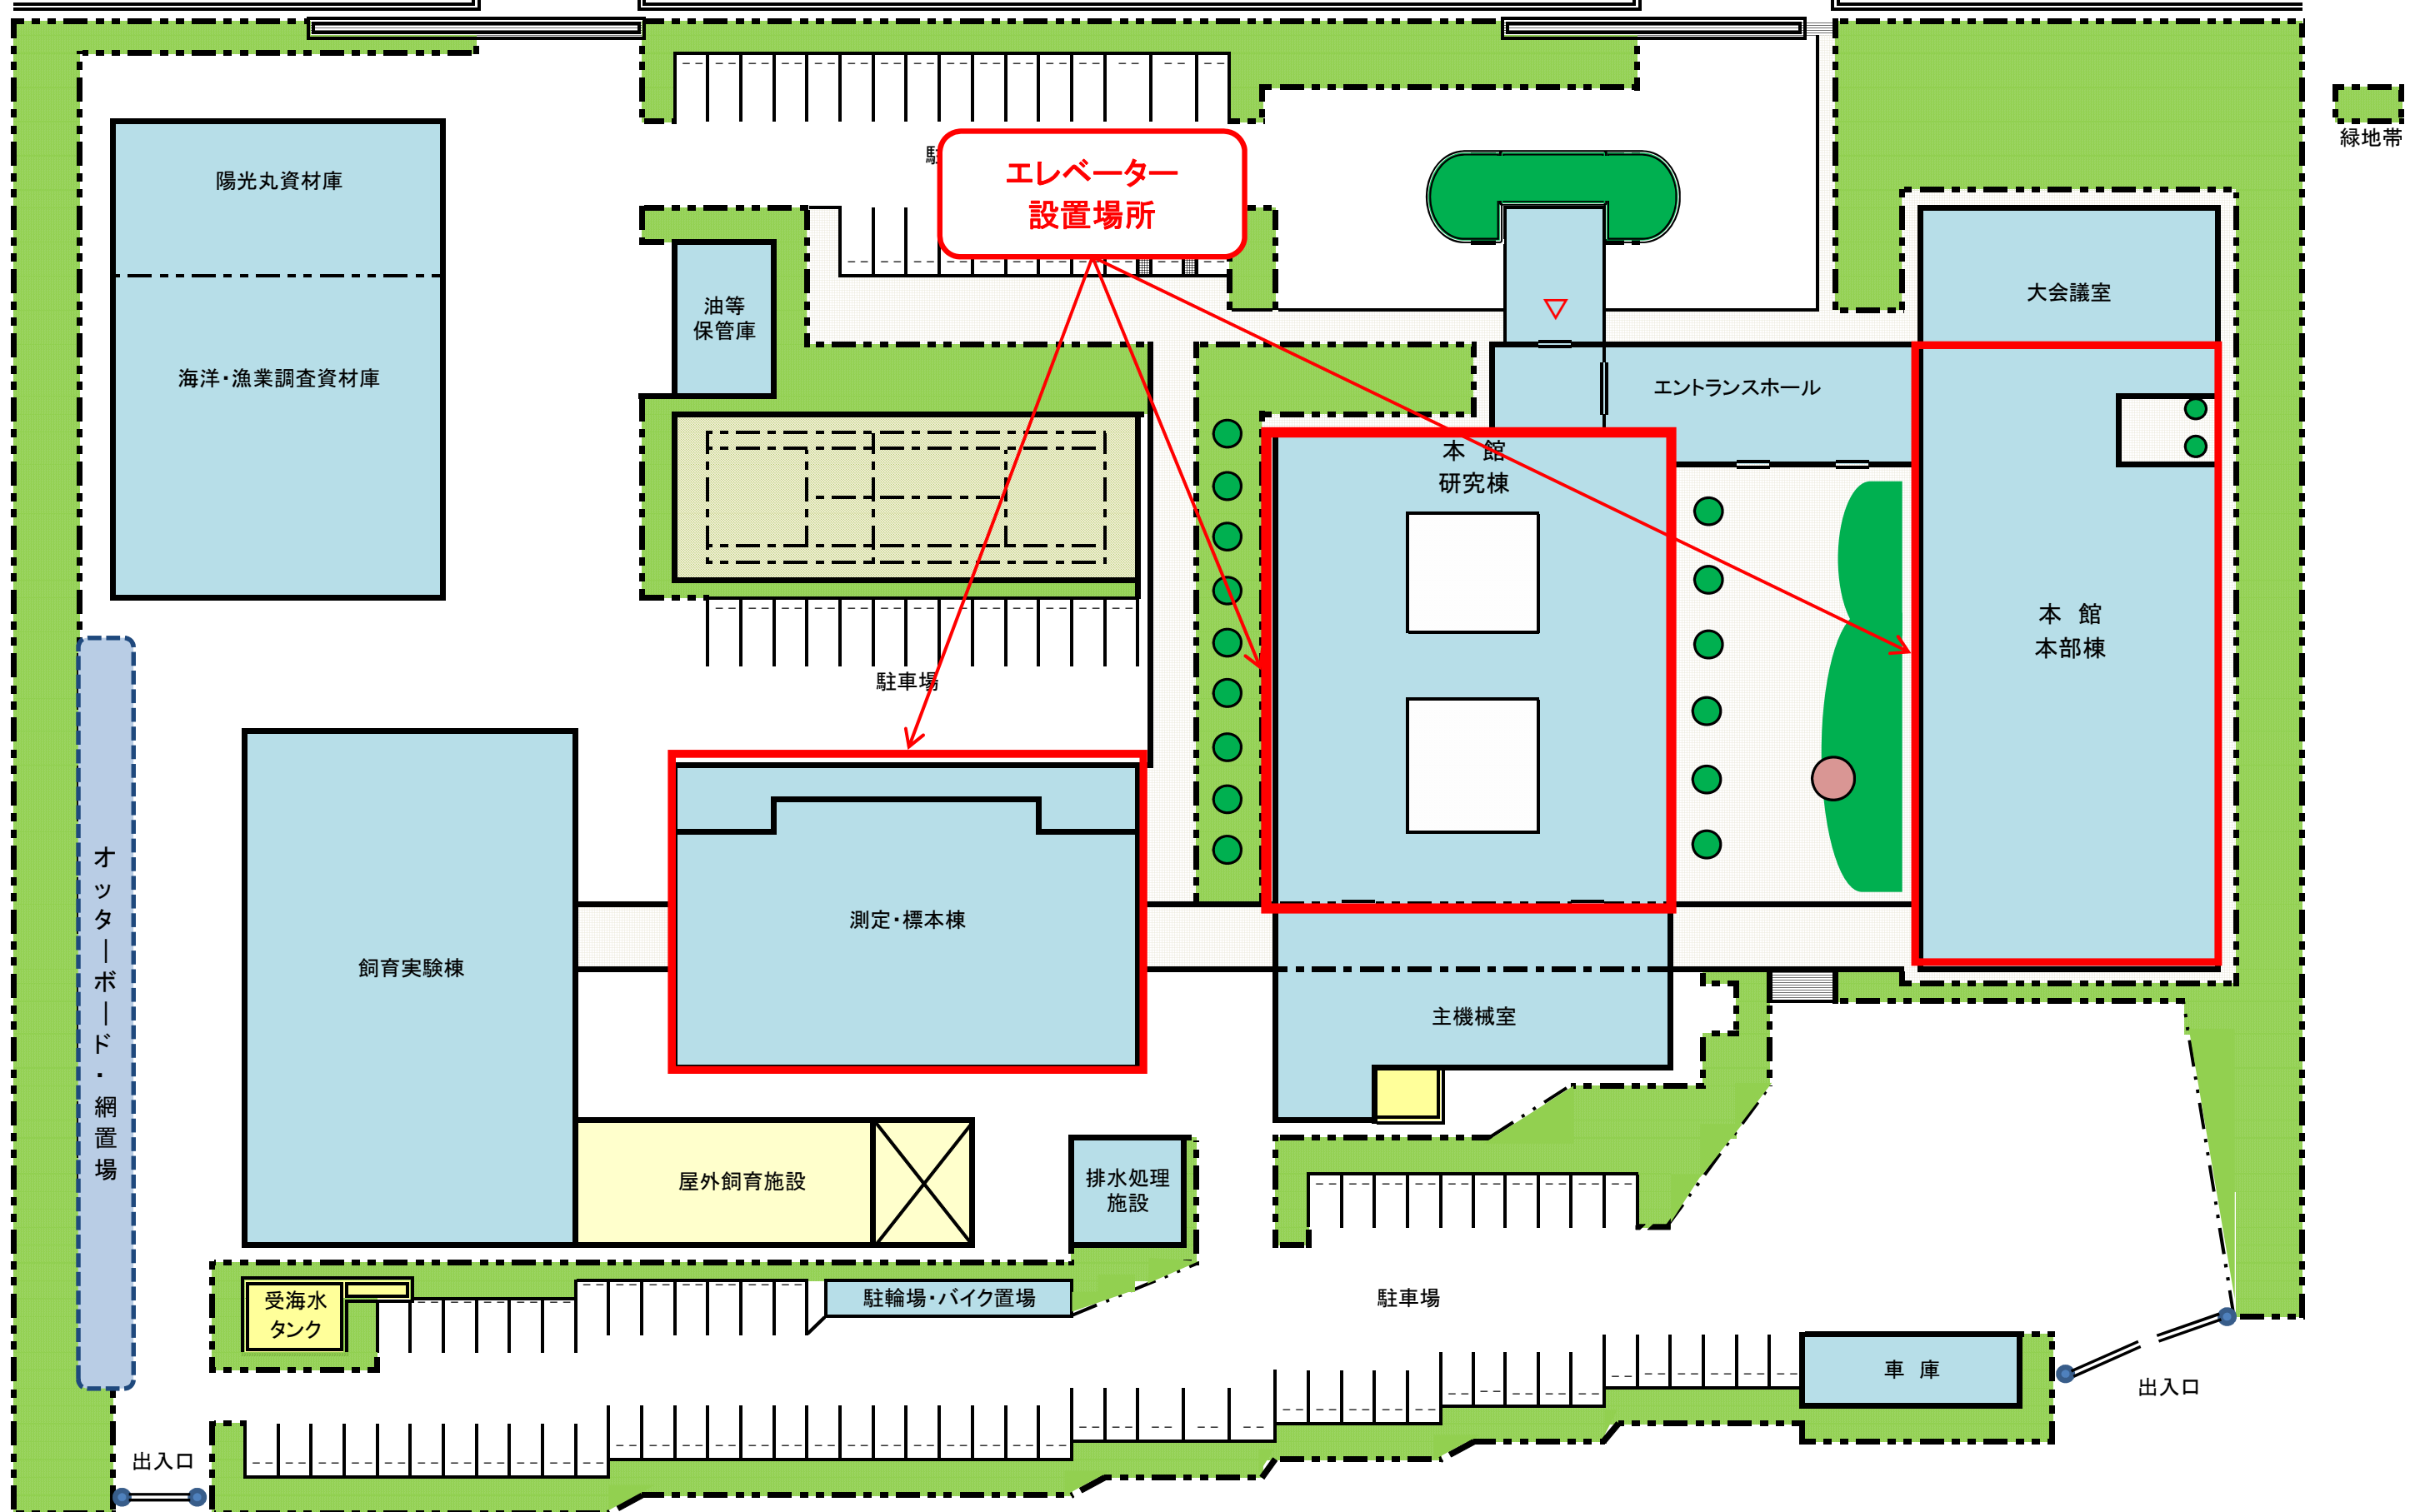 緑地帯
駐
エレベーター
設置場所
陽光丸資材庫
海洋・漁業調査資材庫
油等
保管庫
大会議室
エントランスホール
本 館
研究棟
本 館
本部棟
駐車場
オッターボード・網置場
飼育実験棟
測定・標本棟
主機械室
屋外飼育施設
排水処理
施設
受海水
タンク
駐輪場・バイク置場
駐車場
車 庫
出入口
出入口